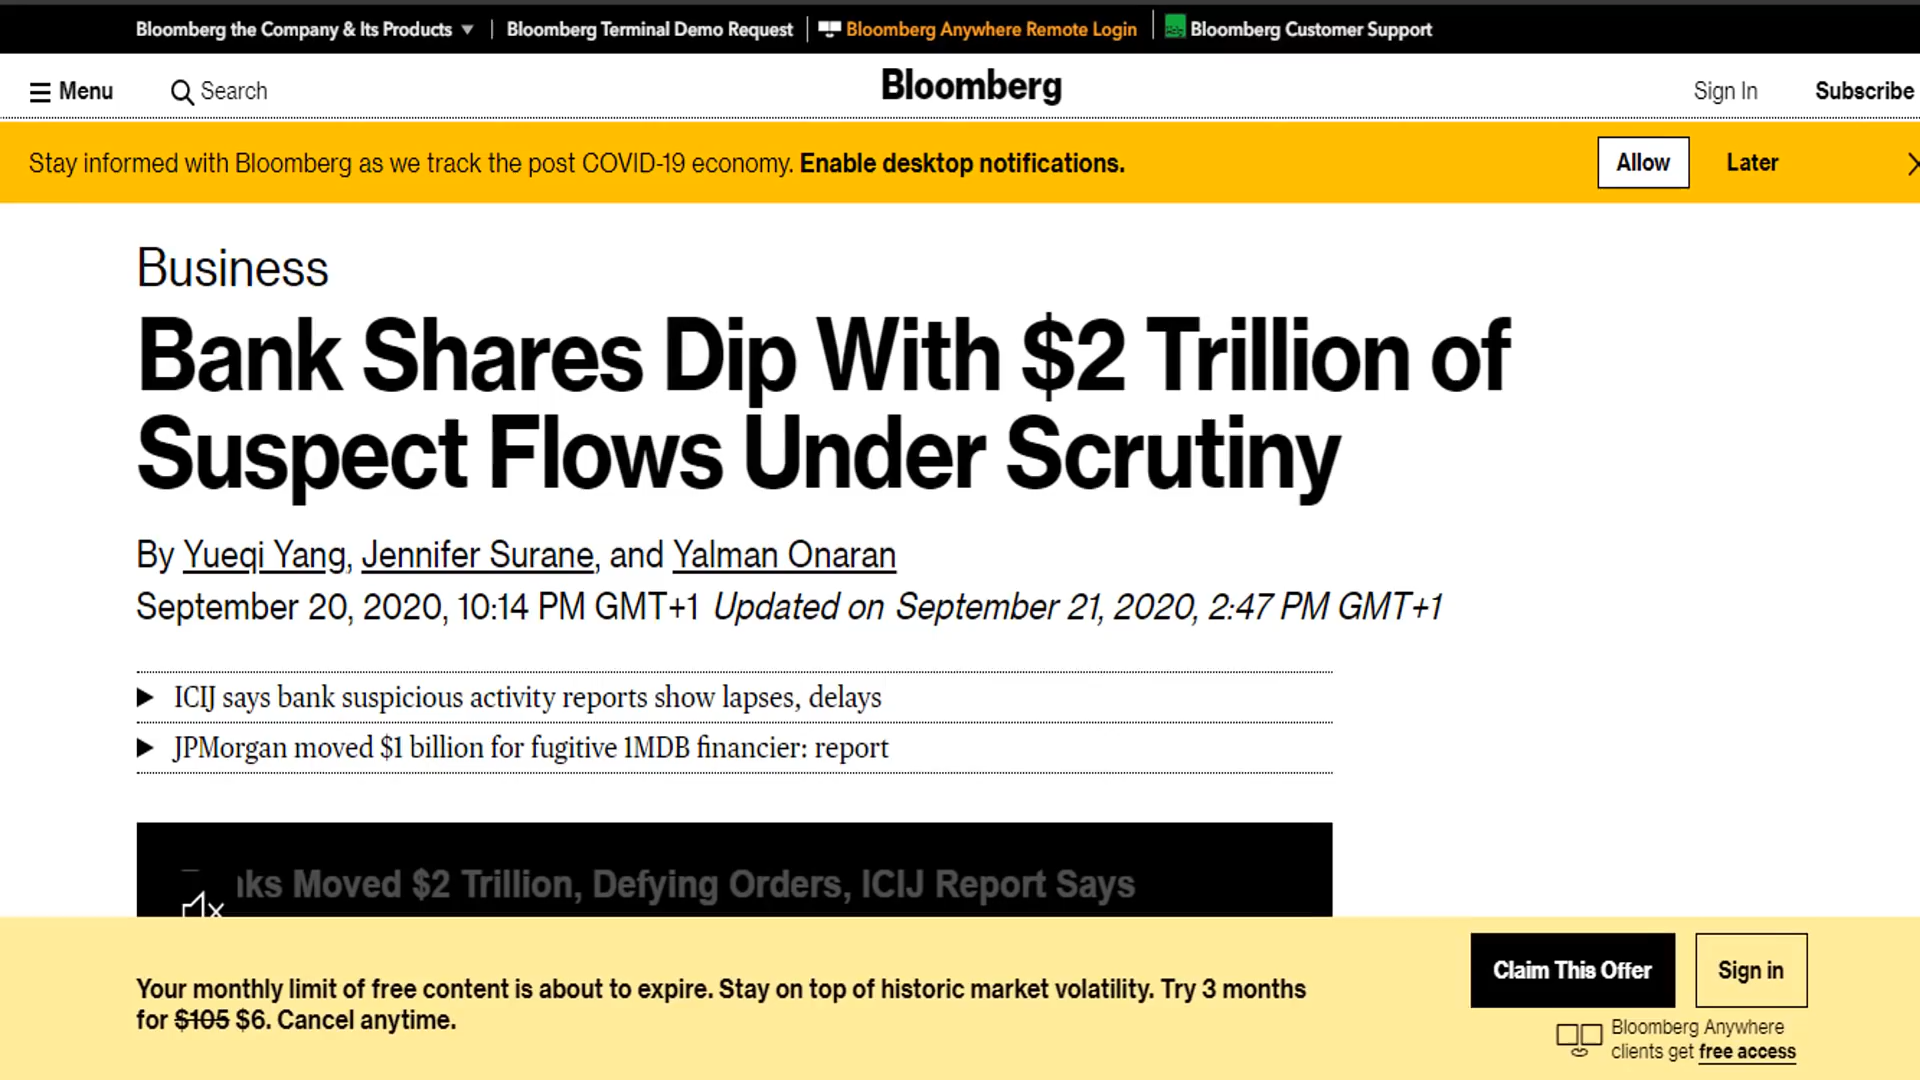 Bloomberg the Company & Its Products ▼ | Bloomberg Terminal Demo Request | Bloomberg Anywhere Remote Login | Bloomberg Customer Support
Menu Search Bloomberg Sign In Subscribe
Stay informed with Bloomberg as we track the post COVID-19 economy. Enable desktop notifications. Allow Later
Business
Bank Shares Dip With $2 Trillion of
Suspect Flows Under Scrutiny
By Yueqi Yang, Jennifer Surane, and Yalman Onaran
September 20, 2020, 10:14 PM GMT+1 Updated on September 21, 2020, 2:47 PM GMT+1
ICIJ says bank suspicious activity reports show lapses, delays
JPMorgan moved $1 billion for fugitive 1MDB financier: report
Moved $2 Trillion, Defying Orders, ICIJ Report Says
Your monthly limit of free content is about to expire. Stay on top of historic market volatility. Try 3 months
for $105 $6. Cancel anytime.
Claim This Offer Sign in
Bloomberg Anywhere
clients get free access